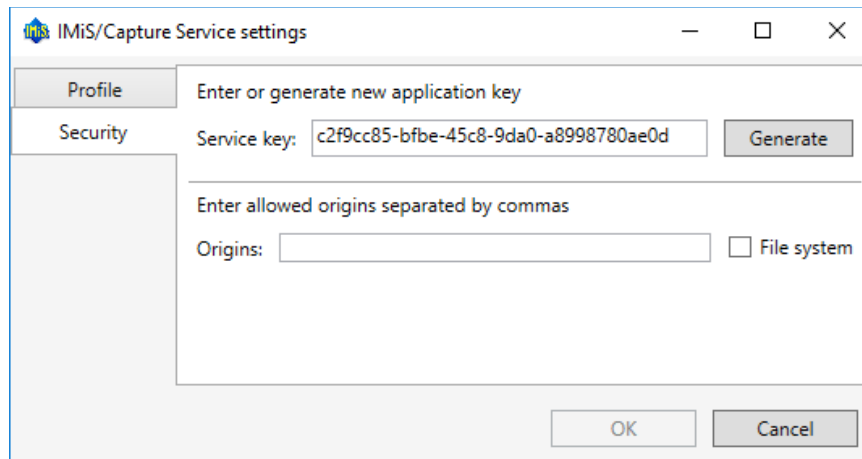 IMiS/Capture Service settings
Profile
Security
Enter or generate new application key
Service key: c2f9cc85-bfbe-45c8-9da0-a8998780ae0d Generate
Enter allowed origins separated by commas
Origins: File system
OK Cancel